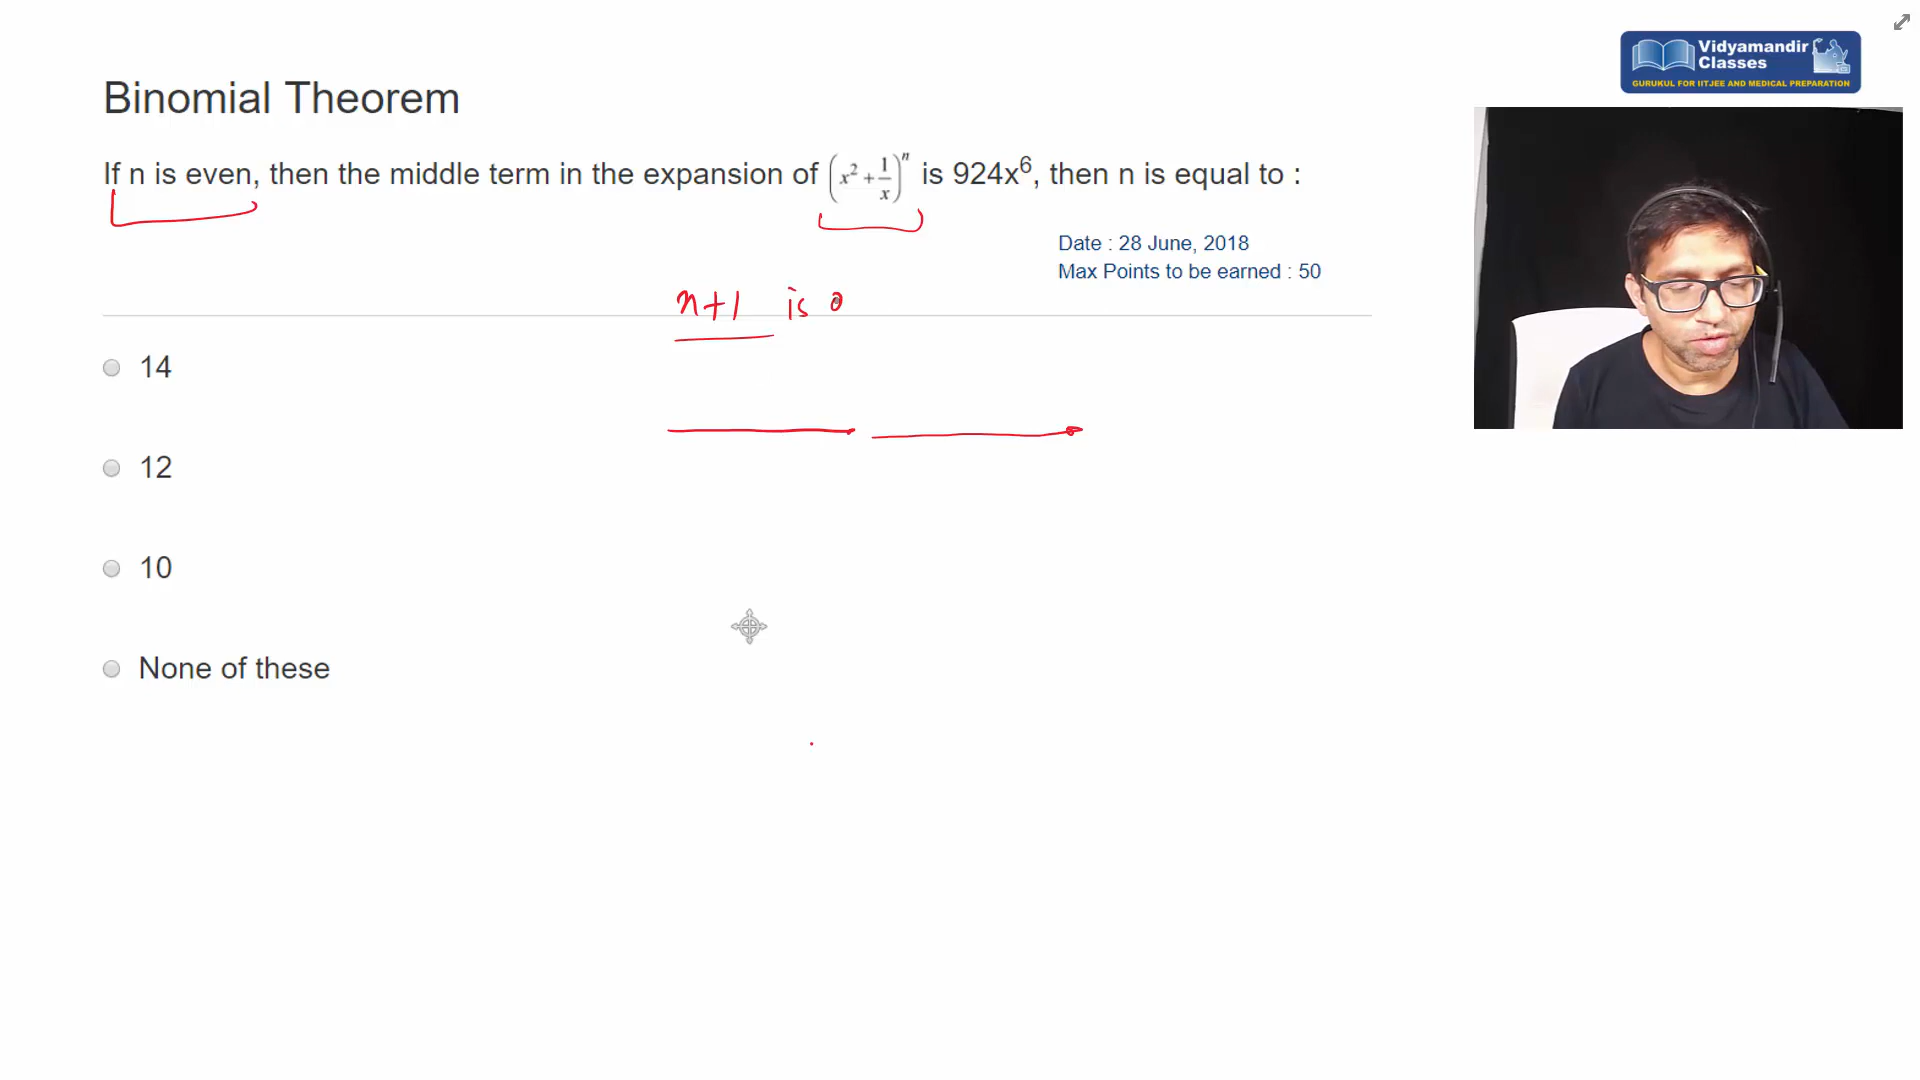 Vidyamandir
Classes
GURUKUL FOR IITJEE AND MEDICAL PREPARATION
Binomial Theorem
If n is even, then the middle term in the expansion of (x² + 1/x)ⁿ is 924x⁶, then n is equal to :
Date : 28 June, 2018
Max Points to be earned : 50
n+1 is o
14
12
10
None of these